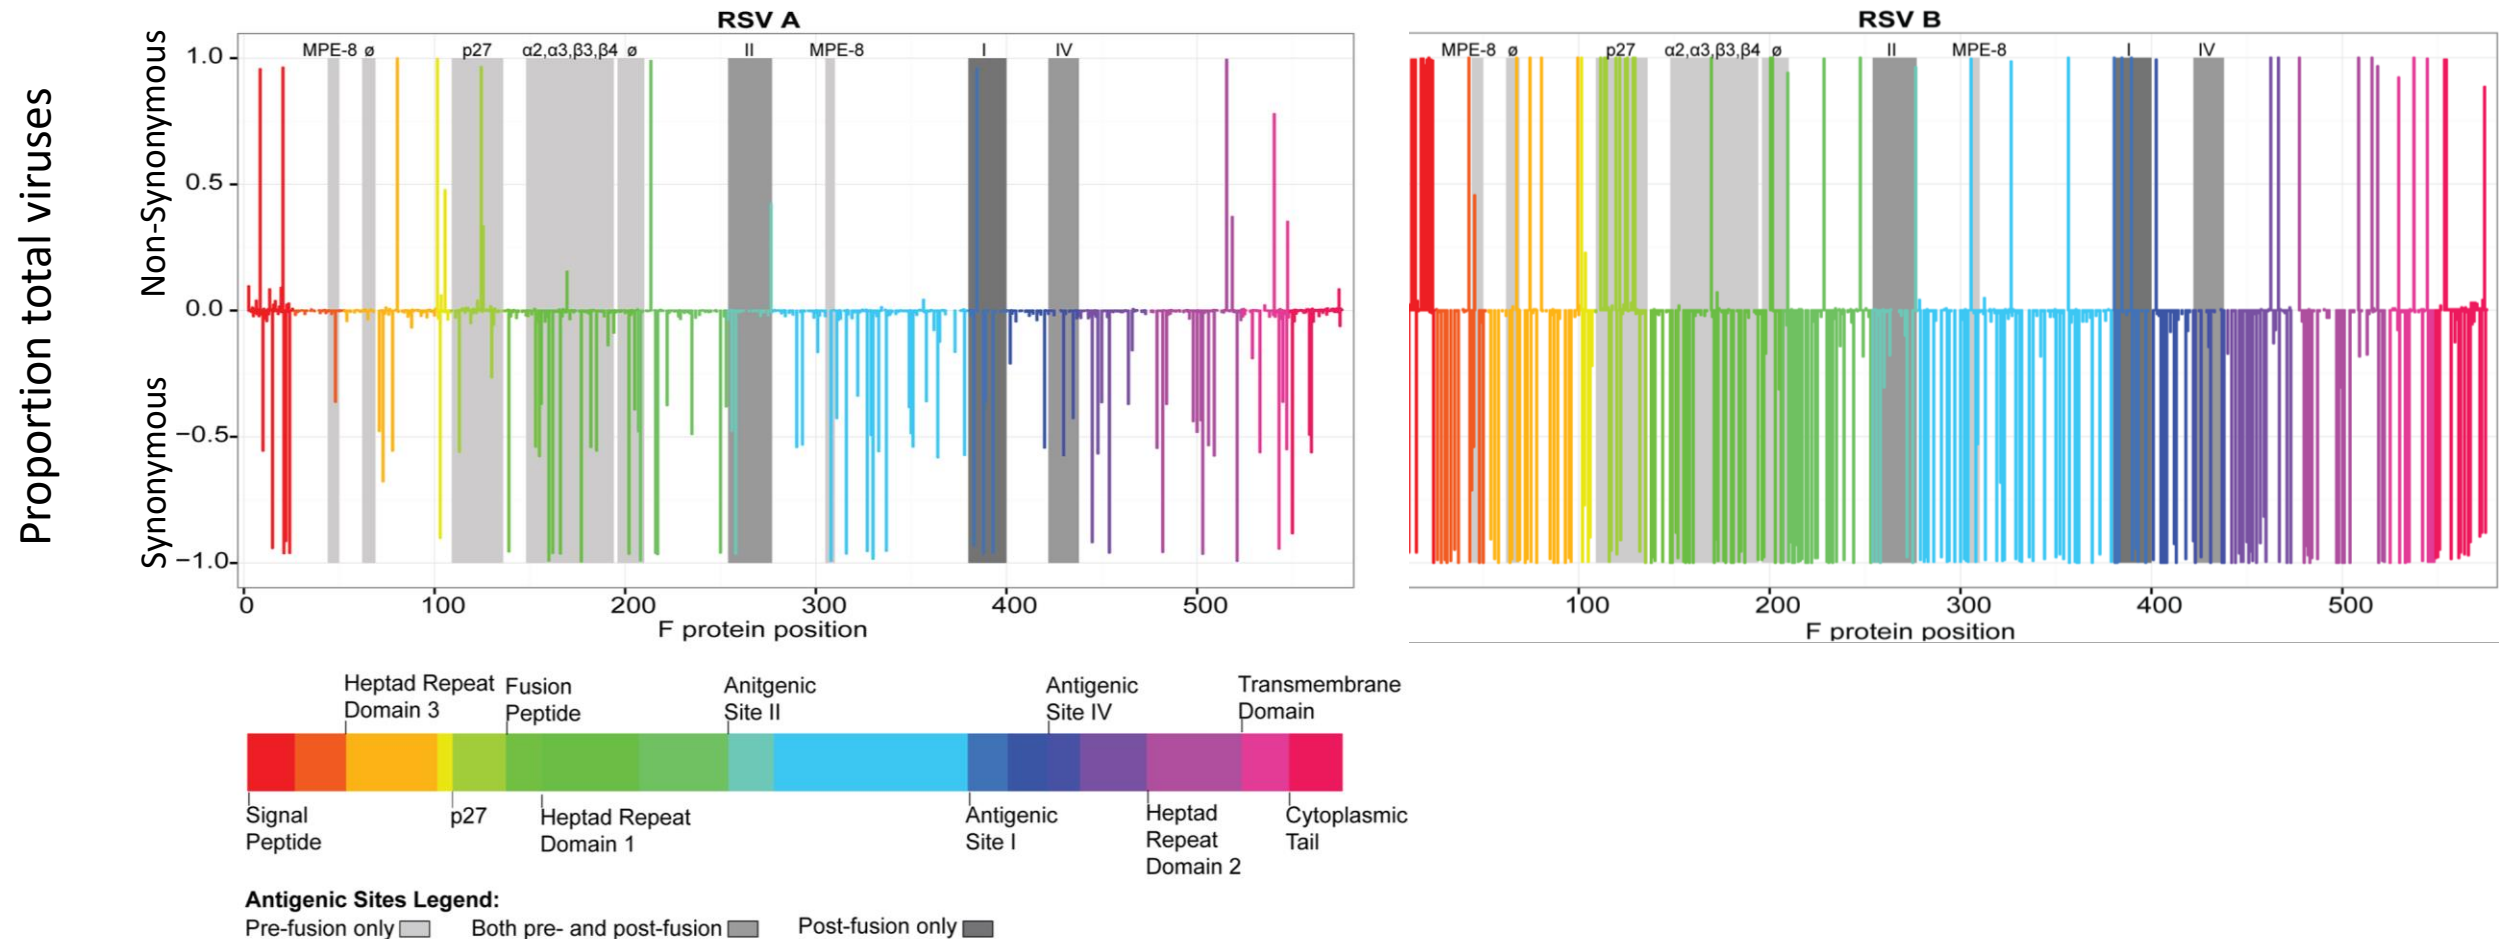 RSV A
RSV B
MPE-8 ø p27 α2,α3,β3,β4 ø II MPE-8 I IV
MPE-8 ø p27 α2,α3,β3,β4 ø II MPE-8 I IV
Proportion total viruses
Non-Synonymous
Synonymous
1.0
0.5
0.0
−0.5
−1.0
0 100 200 300 400 500
100 200 300 400 500
F protein position
F protein position
Heptad Repeat
Domain 3
Fusion
Peptide
Anitgenic
Site II
Antigenic
Site IV
Transmembrane
Domain
Signal
Peptide
p27
Heptad Repeat
Domain 1
Antigenic
Site I
Heptad
Repeat
Domain 2
Cytoplasmic
Tail
Antigenic Sites Legend:
Pre-fusion only Both pre- and post-fusion Post-fusion only